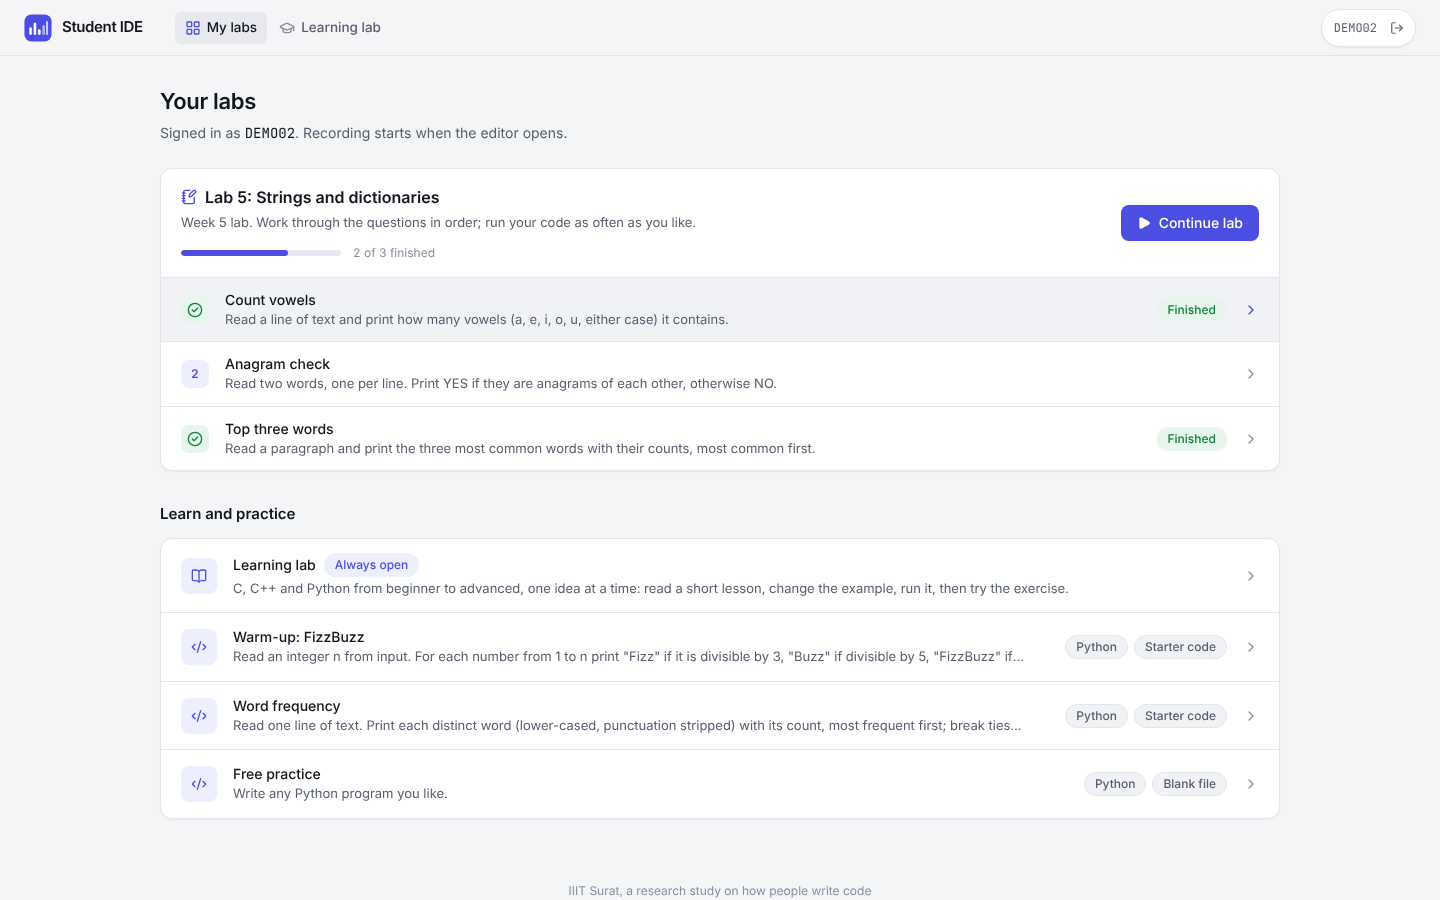 Student IDE
My labs
Learning lab
DEMO02
Your labs
Signed in as DEMO02. Recording starts when the editor opens.
Lab 5: Strings and dictionaries
Week 5 lab. Work through the questions in order; run your code as often as you like.
Continue lab
2 of 3 finished
Count vowels
Read a line of text and print how many vowels (a, e, i, o, u, either case) it contains.
Finished
2
Anagram check
Read two words, one per line. Print YES if they are anagrams of each other, otherwise NO.
Top three words
Read a paragraph and print the three most common words with their counts, most common first.
Finished
Learn and practice
Learning lab
Always open
C, C++ and Python from beginner to advanced, one idea at a time: read a short lesson, change the example, run it, then try the exercise.
Warm-up: FizzBuzz
Read an integer n from input. For each number from 1 to n print "Fizz" if it is divisible by 3, "Buzz" if divisible by 5, "FizzBuzz" if...
Python
Starter code
Word frequency
Read one line of text. Print each distinct word (lower-cased, punctuation stripped) with its count, most frequent first; break ties...
Python
Starter code
Free practice
Write any Python program you like.
Python
Blank file
IIIT Surat, a research study on how people write code